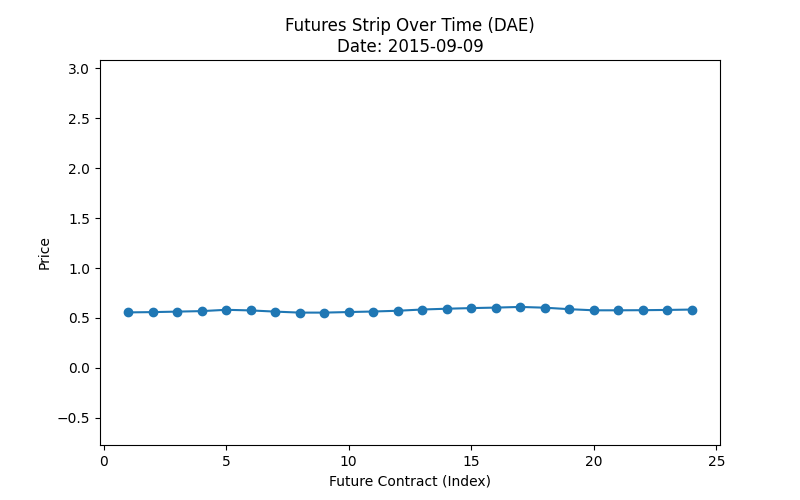 Futures Strip Over Time (DAE)
Date: 2015-09-09
3.0
2.5
2.0
1.5
1.0
0.5
0.0
−0.5
Price
0 5 10 15 20 25
Future Contract (Index)